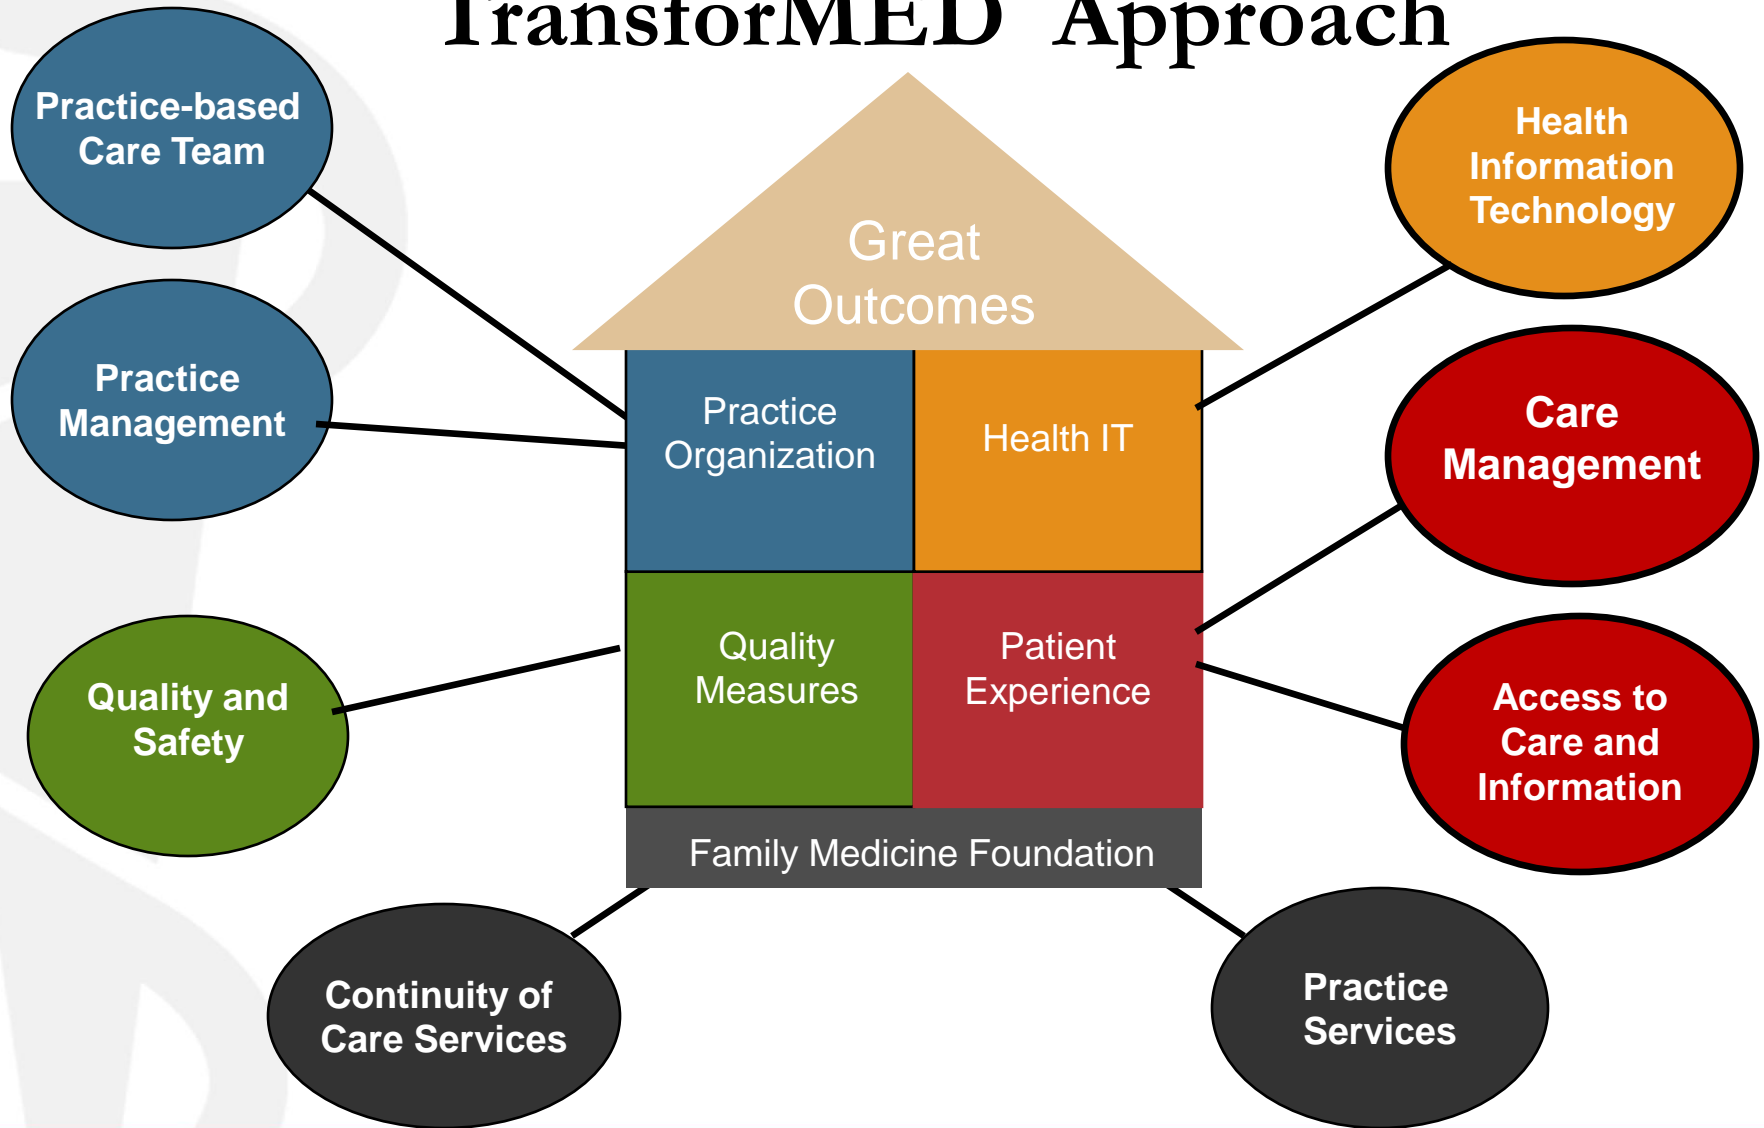 TransforMED Approach
Practice-based
Care Team
Health
Information
Technology
Great
Outcomes
Practice
Management
Practice
Organization
Health IT
Care
Management
Quality and
Safety
Quality
Measures
Patient
Experience
Access to
Care and
Information
Family Medicine Foundation
Continuity of
Care Services
Practice
Services